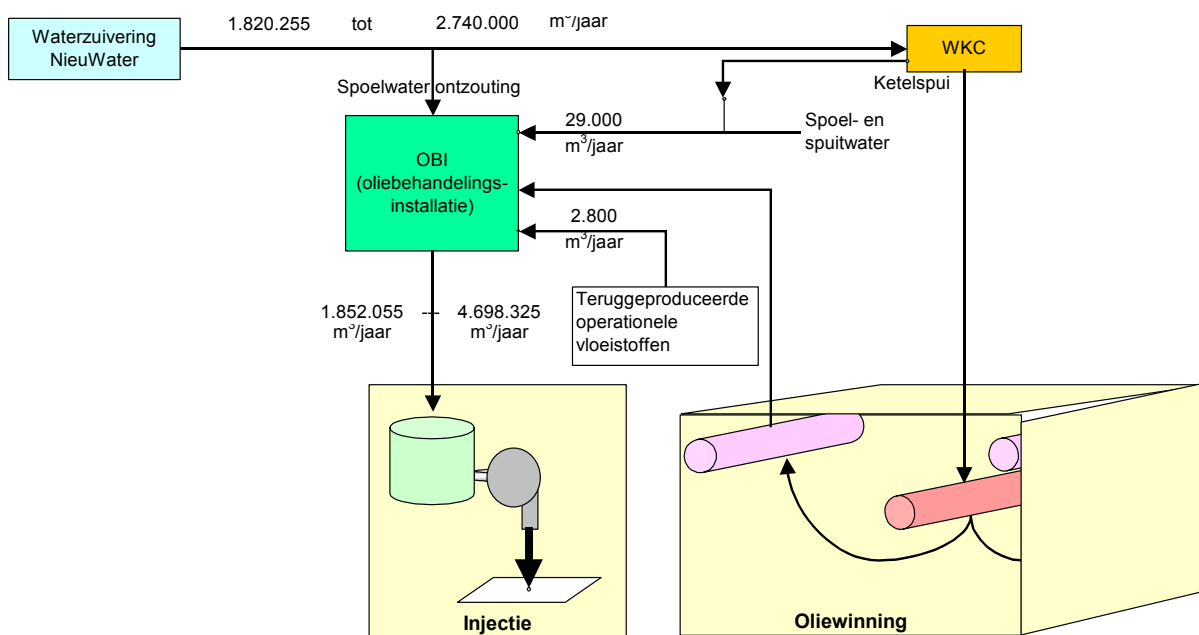 1.820.255 tot 2.740.000 m³/jaar
Waterzuivering
NieuWater
WKC
Spoelwater ontzouting
Ketelspui
29.000
m³/jaar
Spoel- en
spuitwater
OBI
(oliebehandelings-
installatie)
2.800
m³/jaar
1.852.055 --- 4.698.325
m³/jaar m³/jaar
Teruggeproduceerde
operationele
vloeistoffen
Injectie
Oliewinning